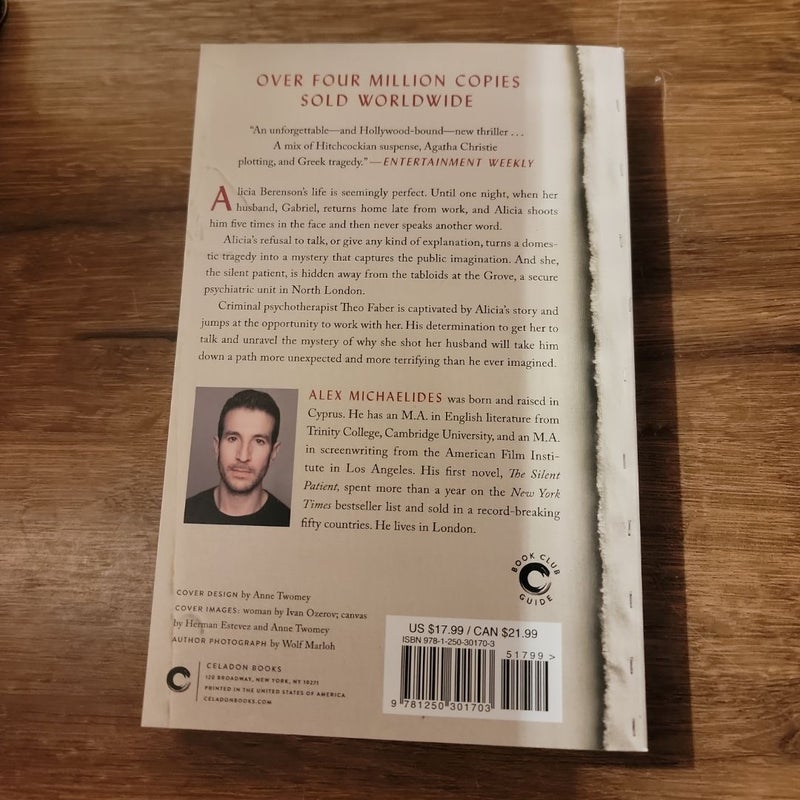 OVER FOUR MILLION COPIES
SOLD WORLDWIDE
“An unforgettable—and Hollywood-bound—new thriller . . .
A mix of Hitchcockian suspense, Agatha Christie
plotting, and Greek tragedy.” —ENTERTAINMENT WEEKLY
Alicia Berenson’s life is seemingly perfect. Until one night, when her
husband, Gabriel, returns home late from work, and Alicia shoots
him five times in the face and then never speaks another word.
Alicia’s refusal to talk, or give any kind of explanation, turns a domes-
tic tragedy into a mystery that captures the public imagination. And she,
the silent patient, is hidden away from the tabloids at the Grove, a secure
psychiatric unit in North London.
Criminal psychotherapist Theo Faber is captivated by Alicia’s story and
jumps at the opportunity to work with her. His determination to get her to
talk and unravel the mystery of why she shot her husband will take him
down a path more unexpected and more terrifying than he ever imagined.
ALEX MICHAELIDES was born and raised in
Cyprus. He has an M.A. in English literature from
Trinity College, Cambridge University, and an M.A.
in screenwriting from the American Film Insti-
tute in Los Angeles. His first novel, The Silent
Patient, spent more than a year on the New York
Times bestseller list and sold in a record-breaking
fifty countries. He lives in London.
BOOK CLUB
GUIDE
COVER DESIGN by Anne Twomey
COVER IMAGES: woman by Ivan Ozerov; canvas
by Herman Estevez and Anne Twomey
AUTHOR PHOTOGRAPH by Wolf Marloh
CELADON BOOKS
120 BROADWAY, NEW YORK, NY 10271
PRINTED IN THE UNITED STATES OF AMERICA
CELADONBOOKS.COM
US $17.99 / CAN $21.99
ISBN 978-1-250-30170-3
51799 >
9 781250 301703